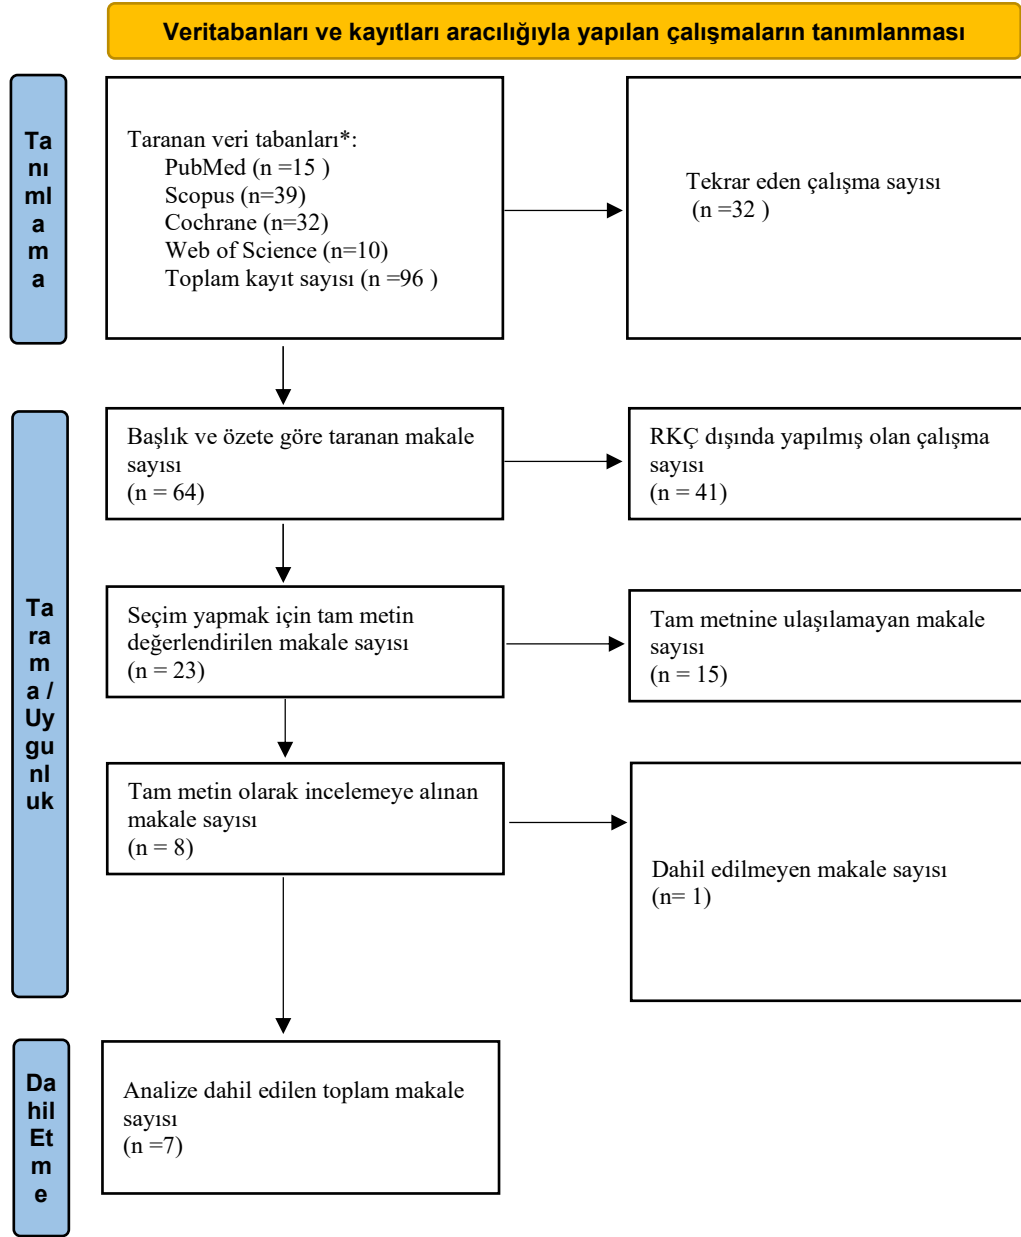 Veritabanları ve kayıtları aracılığıyla yapılan çalışmaların tanımlanması
Ta
nı
ml
a
m
a
Taranan veri tabanları*:
PubMed (n =15 )
Scopus (n=39)
Cochrane (n=32)
Web of Science (n=10)
Toplam kayıt sayısı (n =96 )
Tekrar eden çalışma sayısı
(n =32 )
Ta
ra
m
a /
Uy
gu
nl
uk
Başlık ve özete göre taranan makale
sayısı
(n = 64)
RKÇ dışında yapılmış olan çalışma
sayısı
(n = 41)
Seçim yapmak için tam metin
değerlendirilen makale sayısı
(n = 23)
Tam metnine ulaşılamayan makale
sayısı
(n = 15)
Tam metin olarak incelemeye alınan
makale sayısı
(n = 8)
Dahil edilmeyen makale sayısı
(n= 1)
Da
hil
Et
m
e
Analize dahil edilen toplam makale
sayısı
(n =7)